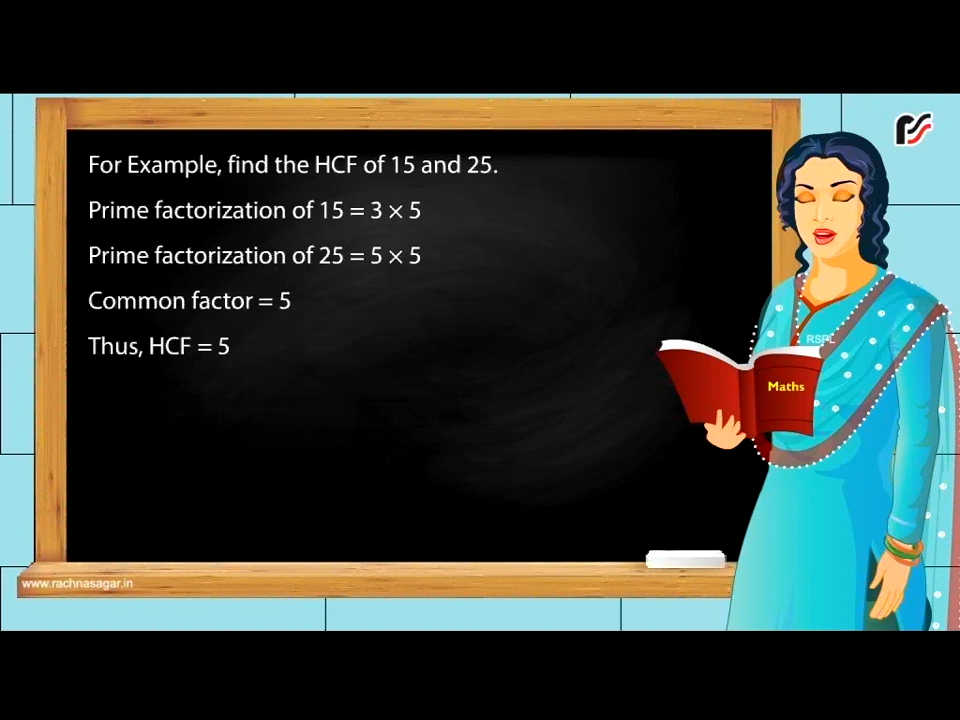 For Example, find the HCF of 15 and 25.
Prime factorization of 15 = 3 × 5
Prime factorization of 25 = 5 × 5
Common factor = 5
Thus, HCF = 5
RSPL
Maths
www.rachnasagar.in